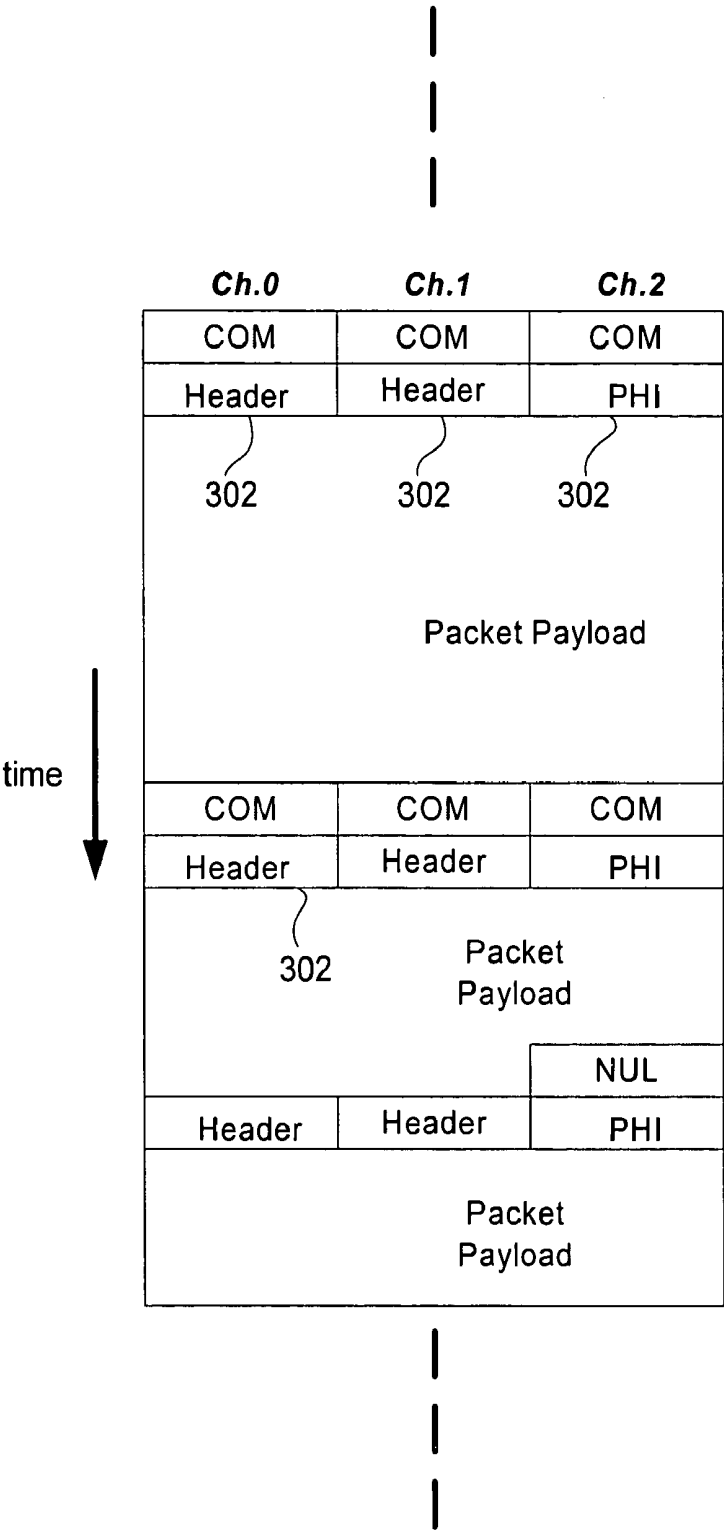 Ch.0 Ch.1 Ch.2
COM COM COM
Header Header PHI
302 302 302
Packet Payload
time
COM COM COM
Header Header PHI
302
Packet
Payload
NUL
Header Header PHI
Packet
Payload